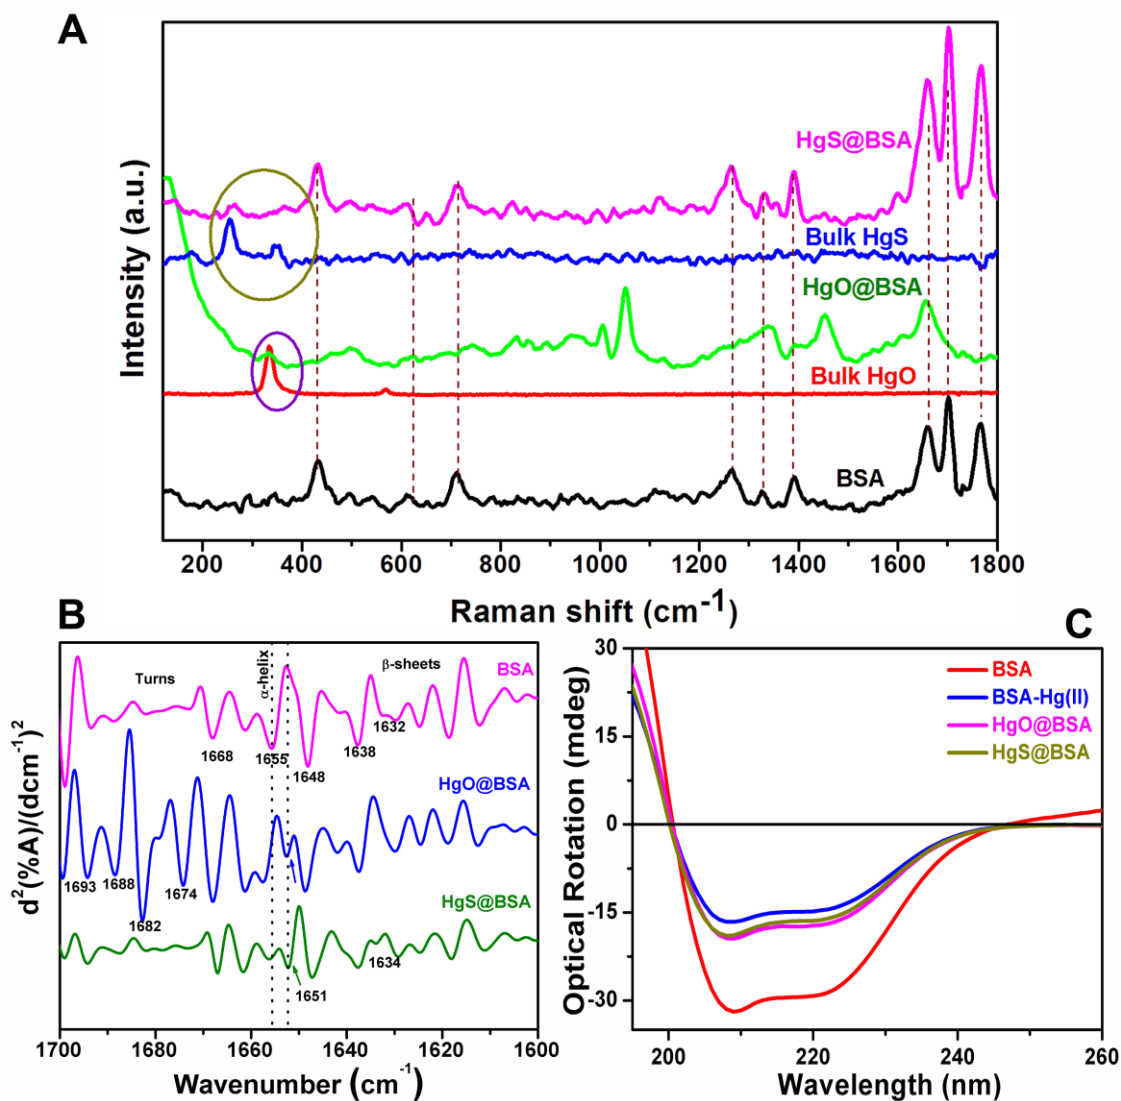 A
Intensity (a.u.)
HgS@BSA
Bulk HgS
HgO@BSA
Bulk HgO
BSA
200 400 600 800 1000 1200 1400 1600 1800
Raman shift (cm⁻¹)
B
d²(%A)/(dcm⁻¹)²
Turns
α-helix
β-sheets
BSA
1668
1655
1648
1638
1632
HgO@BSA
1693
1688
1682
1674
HgS@BSA
1651
1634
1700 1680 1660 1640 1620 1600
Wavenumber (cm⁻¹)
C
Optical Rotation (mdeg)
30
15
0
-15
-30
BSA
BSA-Hg(II)
HgO@BSA
HgS@BSA
200 220 240 260
Wavelength (nm)